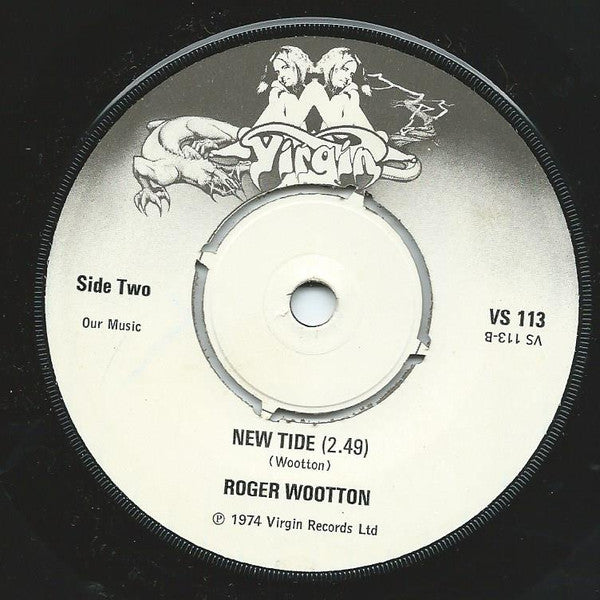 Virgin
Side Two
Our Music
VS 113
VS 113-B
NEW TIDE (2.49)
(Wootton)
ROGER WOOTTON
℗ 1974 Virgin Records Ltd